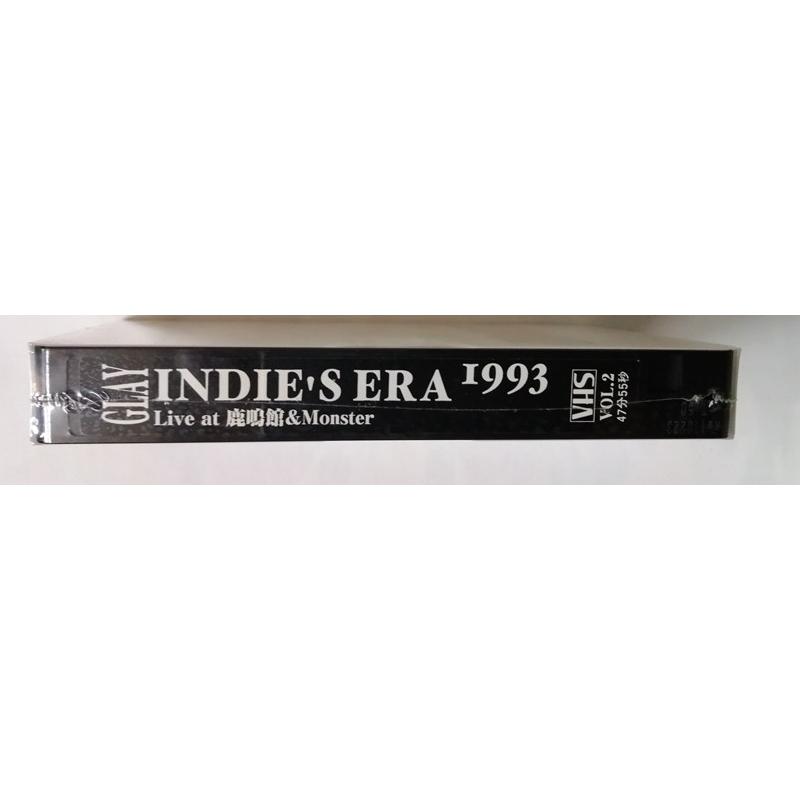 GLAY
INDIE'S ERA 1993
Live at 鹿鳴館&Monster
VHS
VOL.2
47分55秒